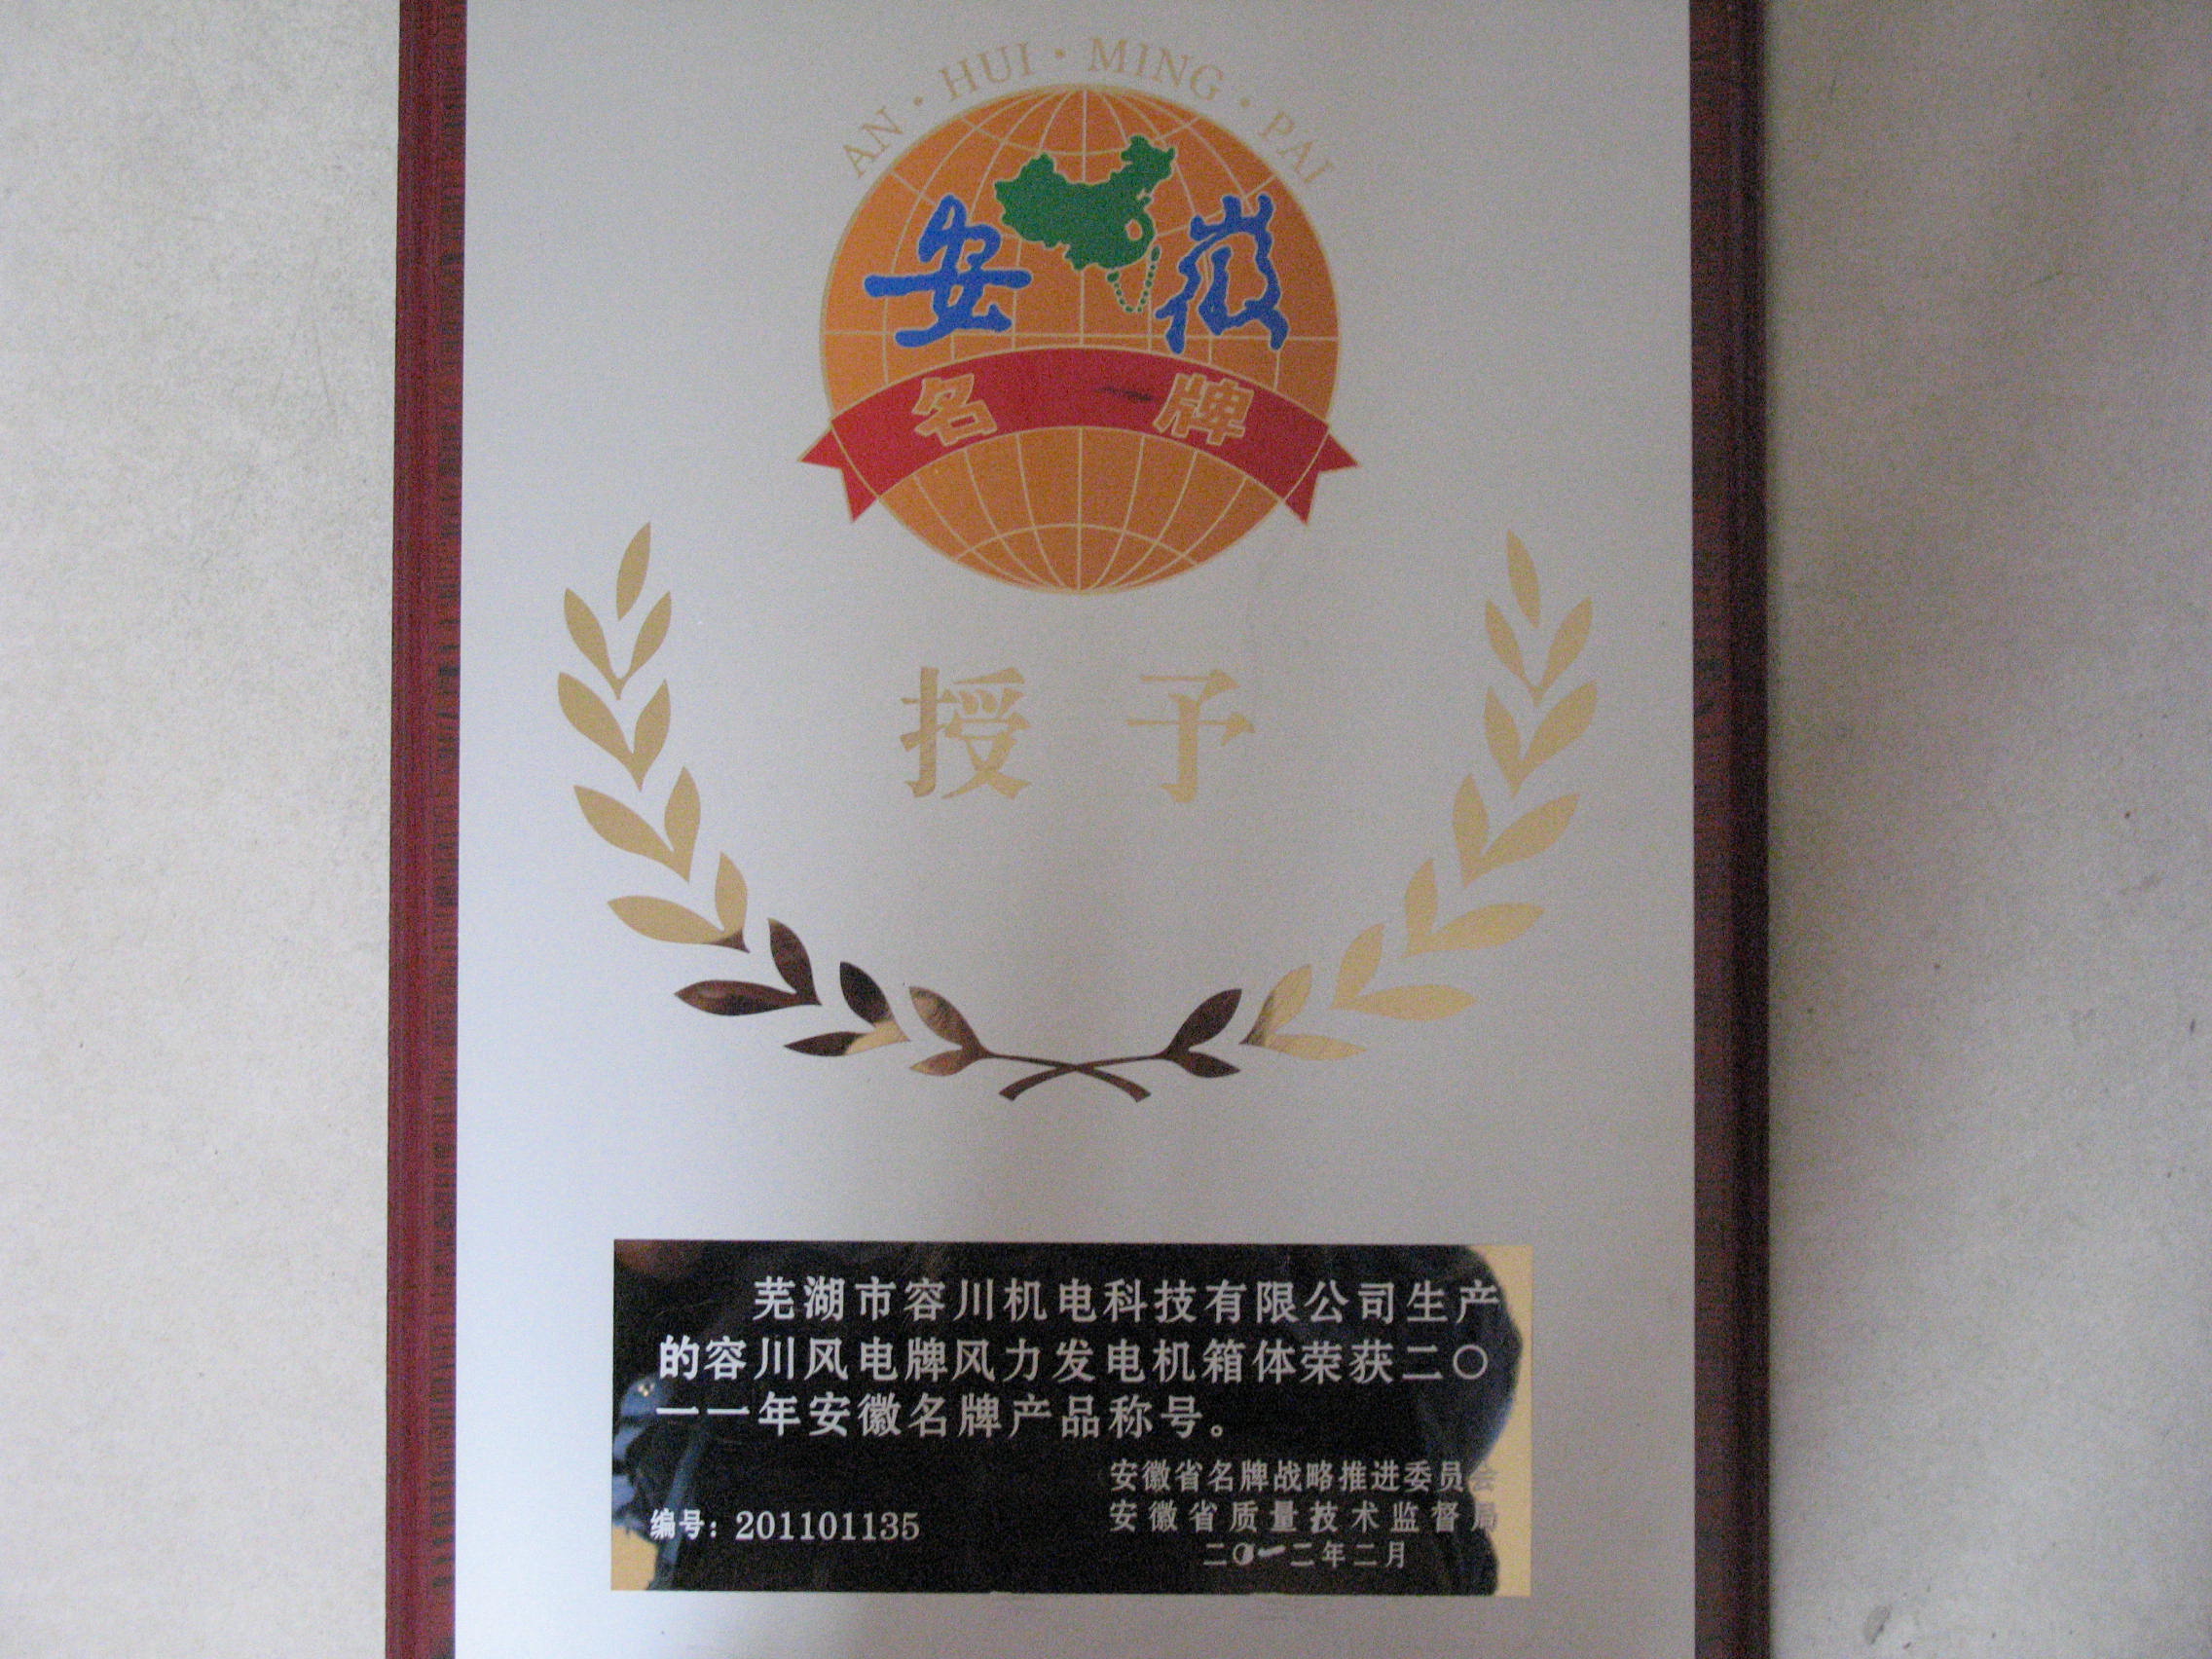 AN·HUI·MING·PAI
安徽
名牌
授予
芜湖市容川机电科技有限公司生产
的容川风电牌风力发电机箱体荣获二〇
一一年安徽名牌产品称号。
安徽省名牌战略推进委员会
安徽省质量技术监督局
编号：201101135
二〇一二年二月